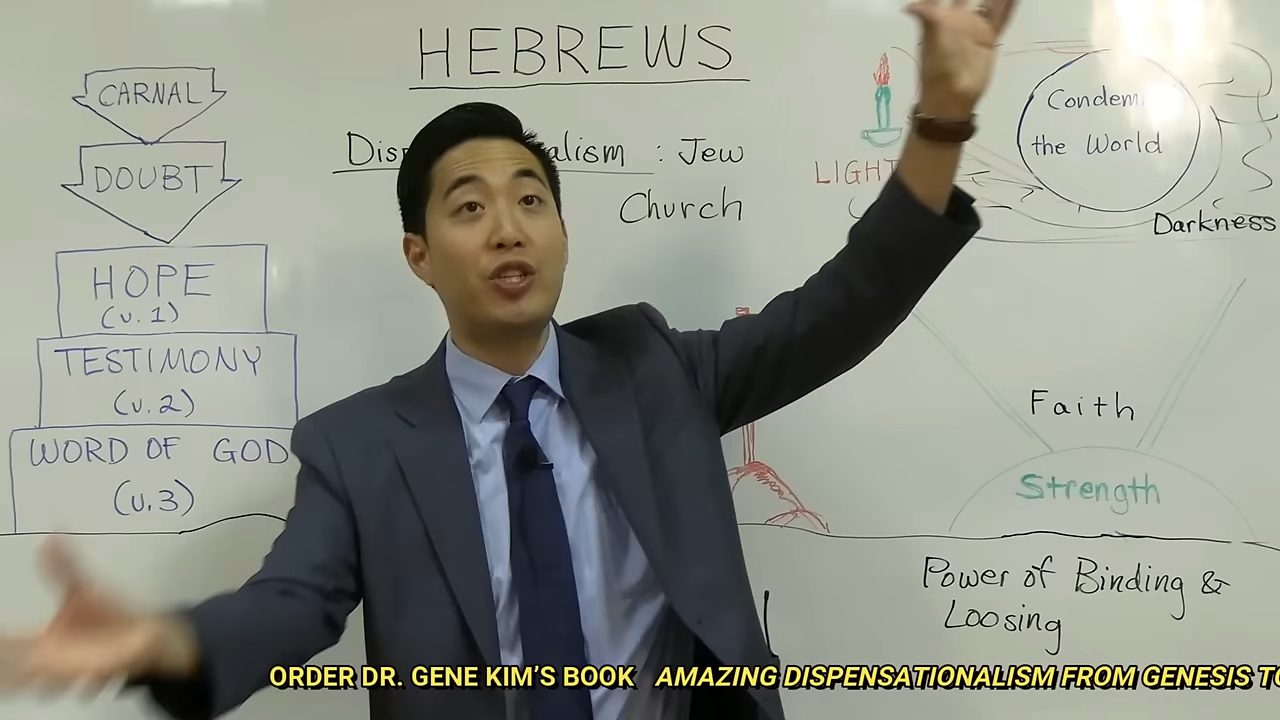 HEBREWS
CARNAL
DOUBT
HOPE
(v.1)
TESTIMONY
(v.2)
WORD OF GOD
(v.3)
: Jew
Church
LIGHT
the World
Darkness
Faith
Strength
Power of Binding &
Loosing
ORDER DR. GENE KIM'S BOOK AMAZING DISPENSATIONALISM FROM GENESIS TO